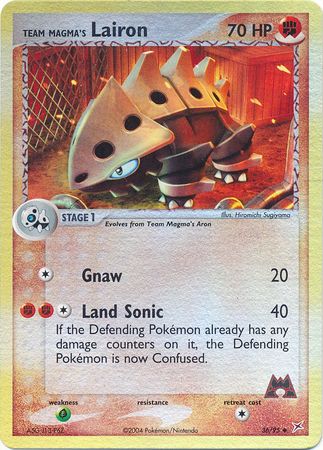 TEAM MAGMA'S Lairon 70 HP
Illus. Hiromichi Sugiyama
STAGE 1
Evolves from Team Magma's Aron
Gnaw 20
Land Sonic 40
If the Defending Pokémon already has any
damage counters on it, the Defending
Pokémon is now Confused.
weakness resistance retreat cost
©2004 Pokémon/Nintendo 36/95